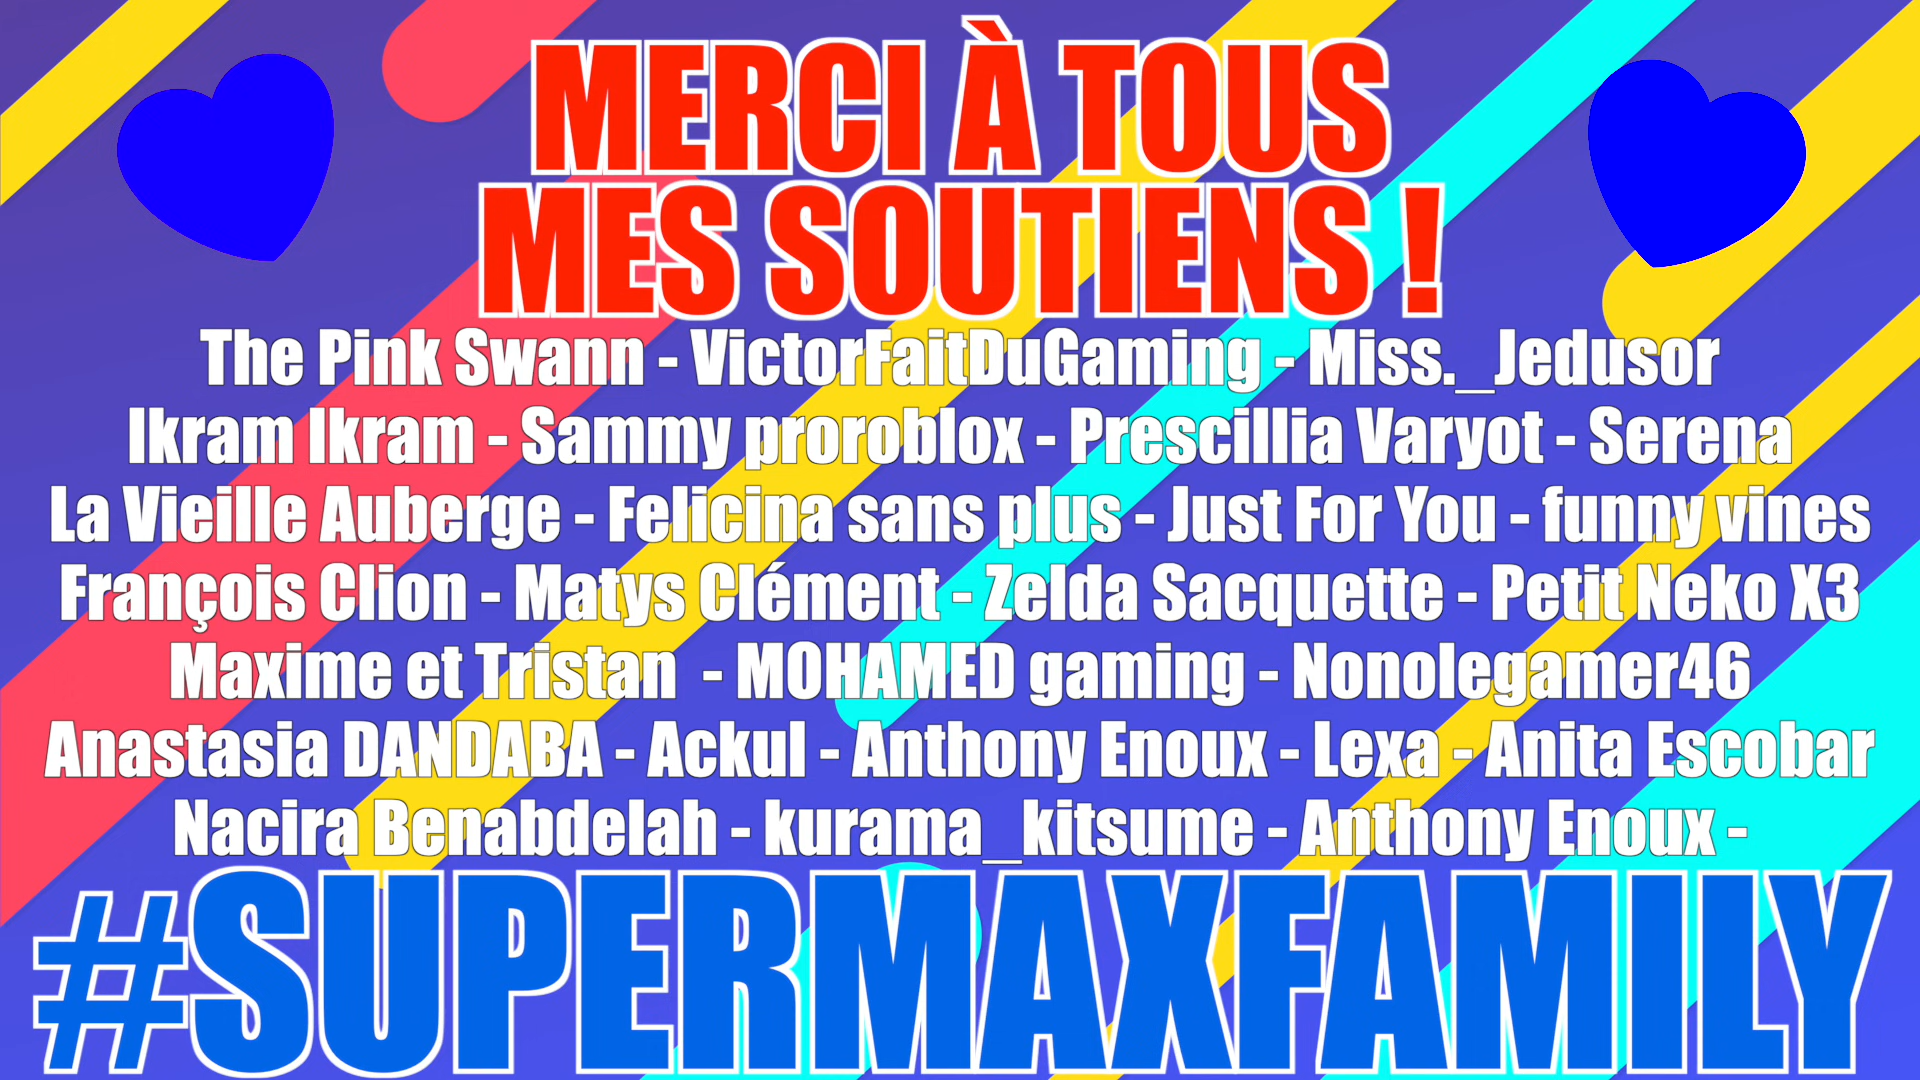 MERCI À TOUS
MES SOUTIENS !
The Pink Swann - VictorFaitDuGaming - Miss._Jedusor
Ikram Ikram - Sammy proroblox - Prescillia Varyot - Serena
La Vieille Auberge - Felicina sans plus - Just For You - funny vines
François Clion - Matys Clément - Zelda Sacquette - Petit Neko X3
Maxime et Tristan  - MOHAMED gaming - Nonolegamer46
Anastasia DANDABA - Ackul - Anthony Enoux - Lexa - Anita Escobar
Nacira Benabdelah - kurama_kitsume - Anthony Enoux -
#SUPERMAXFAMILY